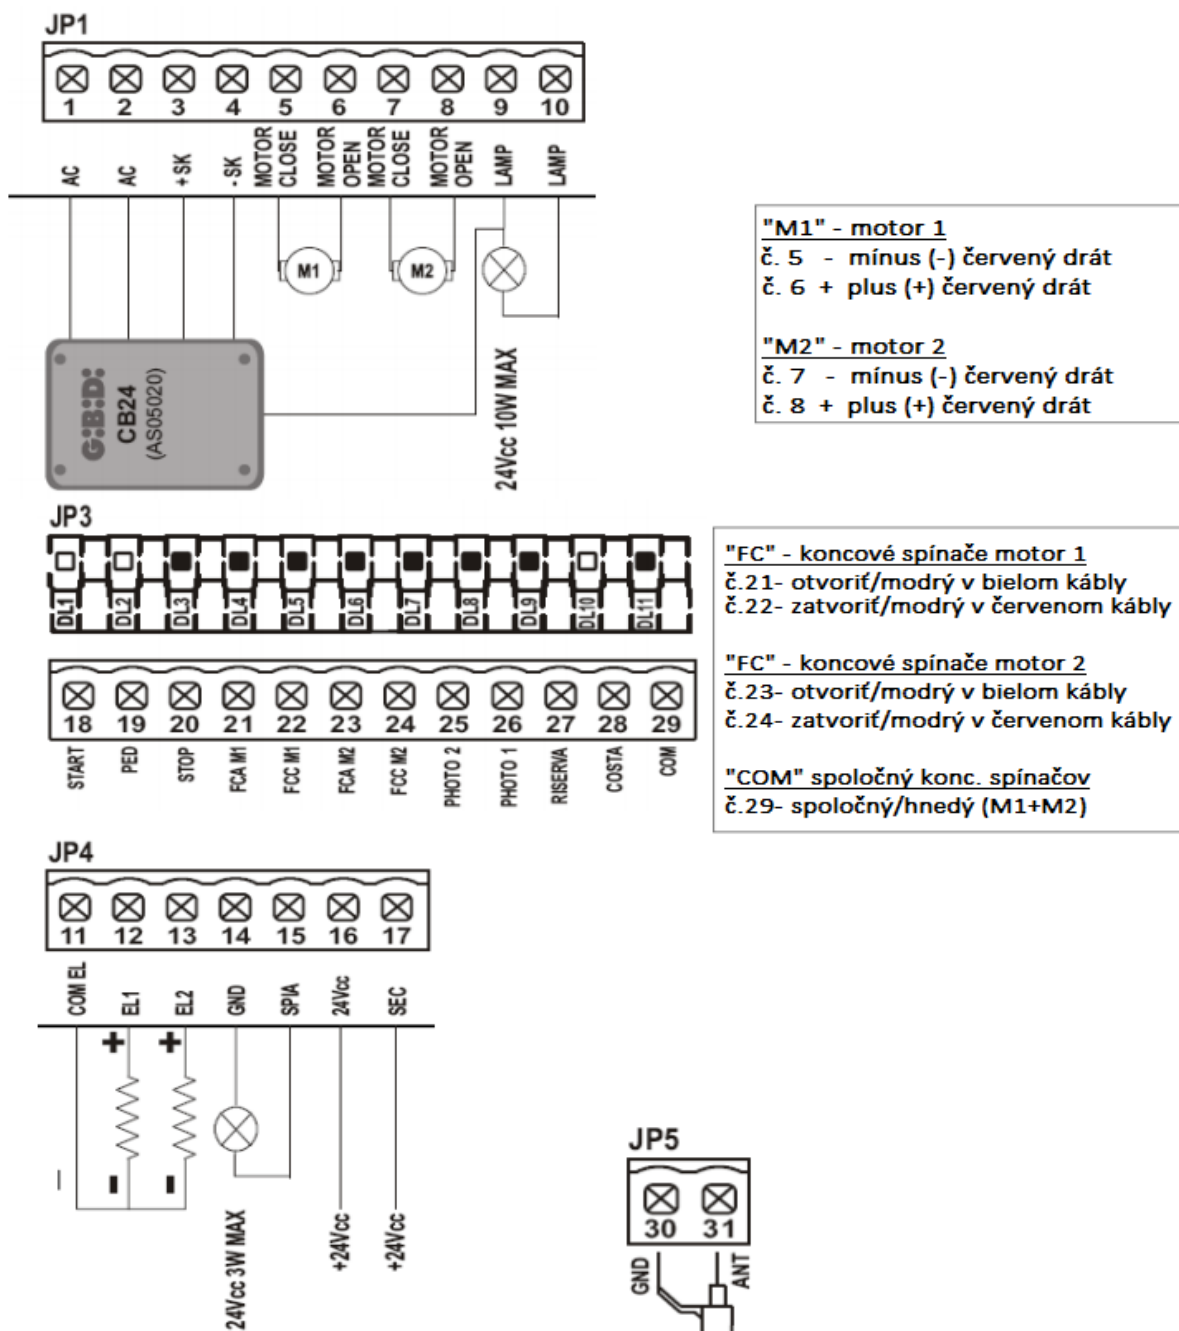 JP1
1 2 3 4 5 6 7 8 9 10
AC
AC
+SK
-SK
MOTOR
CLOSE
MOTOR
OPEN
MOTOR
CLOSE
MOTOR
OPEN
LAMP
LAMP
M1
M2
G:B:D:
CB24
(AS05020)
24Vcc 10W MAX
"M1" - motor 1
č. 5 - mínus (-) červený drát
č. 6 + plus (+) červený drát
"M2" - motor 2
č. 7 - mínus (-) červený drát
č. 8 + plus (+) červený drát
JP3
DL1 DL2 DL3 DL4 DL5 DL6 DL7 DL8 DL9 DL10 DL11
18 19 20 21 22 23 24 25 26 27 28 29
START
PED
STOP
FCA M1
FCC M1
FCA M2
FCC M2
PHOTO 2
PHOTO 1
RISERVA
COSTA
COM
"FC" - koncové spínače motor 1
č.21- otvoriť/modrý v bielom kábly
č.22- zatvoriť/modrý v červenom kábly
"FC" - koncové spínače motor 2
č.23- otvoriť/modrý v bielom kábly
č.24- zatvoriť/modrý v červenom kábly
"COM" spoločný konc. spínačov
č.29- spoločný/hnedý (M1+M2)
JP4
11 12 13 14 15 16 17
COM EL
EL1
EL2
GND
SPIA
24Vcc
SEC
+ +
- - -
24Vcc 3W MAX
+24Vcc
+24Vcc
JP5
30 31
GND
ANT